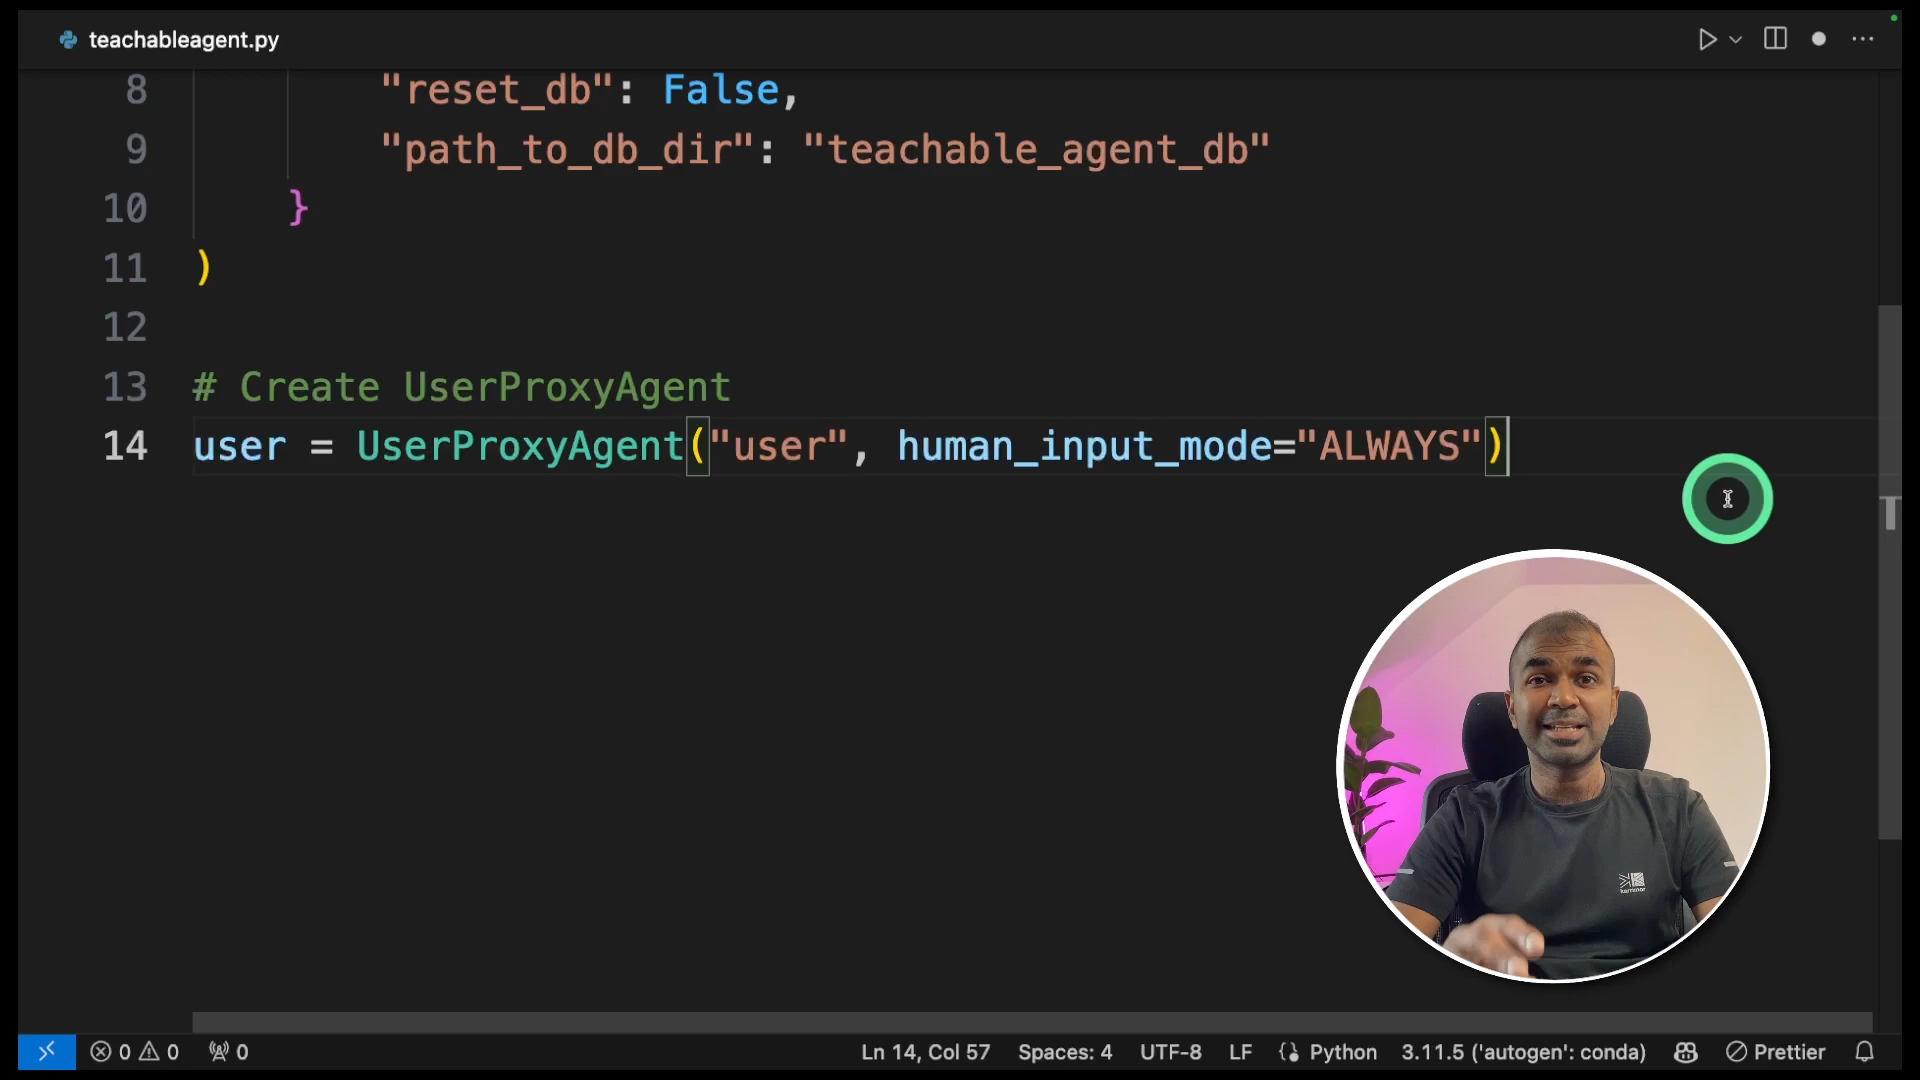 teachableagent.py
8 "reset_db": False,
9 "path_to_db_dir": "teachable_agent_db"
10 }
11 )
12
13 # Create UserProxyAgent
14 user = UserProxyAgent("user", human_input_mode="ALWAYS")
karrimor
0 0 0 Ln 14, Col 57 Spaces: 4 UTF-8 LF Python 3.11.5 ('autogen': conda) Prettier